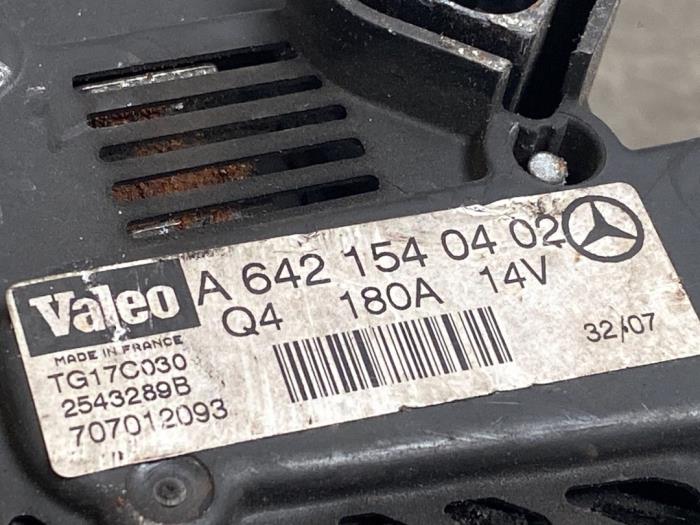 Valeo
A 642 154 04 02
Q4 180A 14V
MADE IN FRANCE
TG17C030
2543289B
707012093
32/07